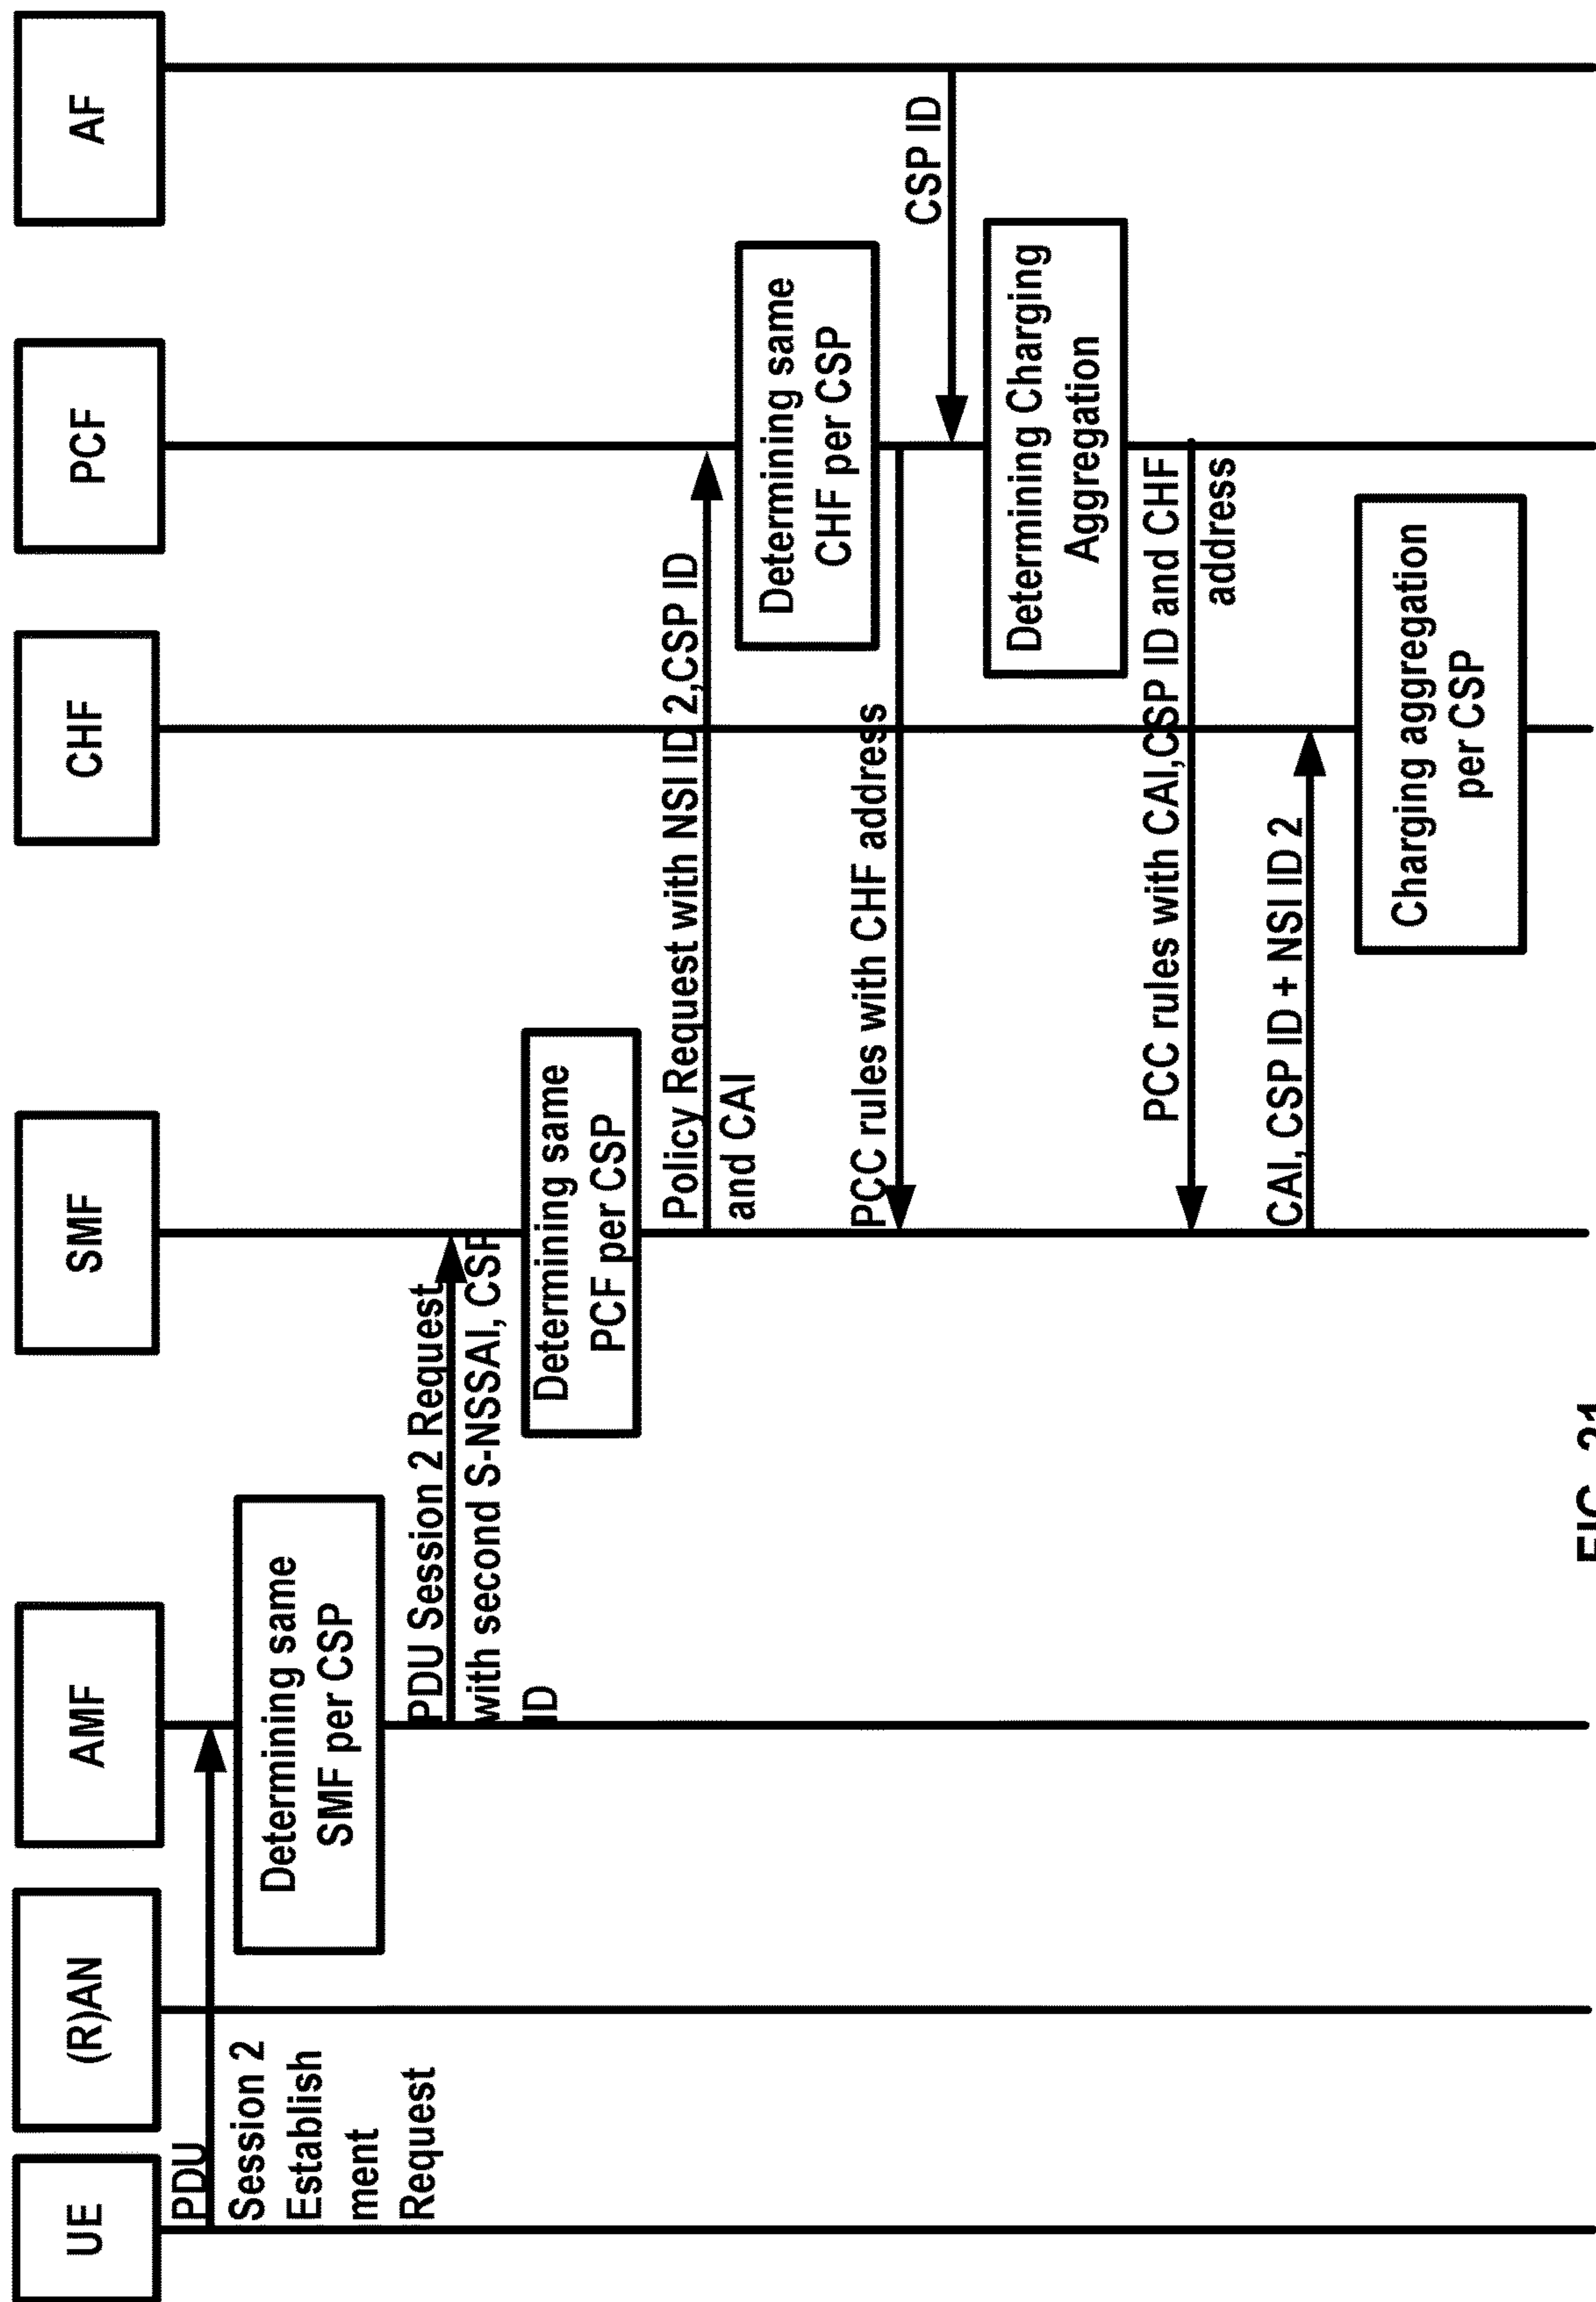 UE
(R)AN
AMF
SMF
CHF
PCF
AF
PDU
Session 2
Establish
ment
Request
Determining same
SMF per CSP
PDU Session 2 Request
with second S-NSSAI, CSP
ID
Determining same
PCF per CSP
Policy Request with NSI ID 2,CSP ID
and CAI
Determining same
CHF per CSP
PCC rules with CHF address
CSP ID
Determining Charging
Aggregation
PCC rules with CAI,CSP ID and CHF
address
CAI, CSP ID + NSI ID 2
Charging aggregation
per CSP
FIG. 21